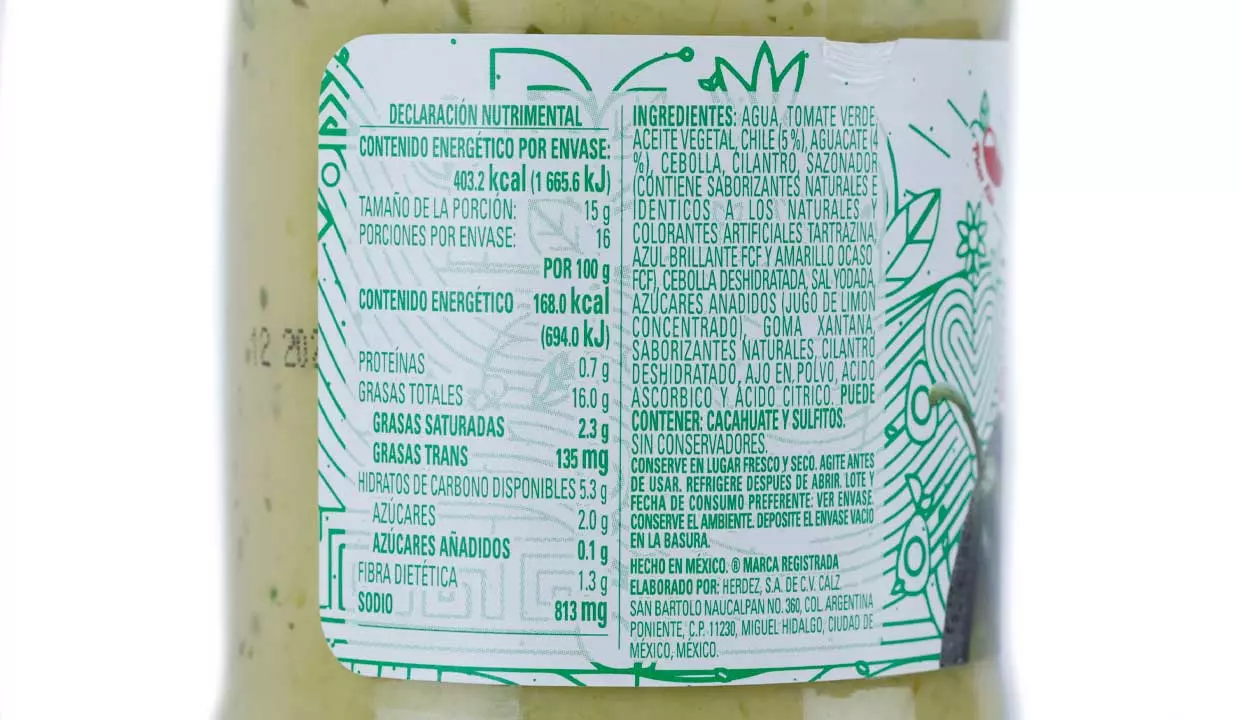 DECLARACIÓN NUTRIMENTAL
CONTENIDO ENERGÉTICO POR ENVASE:
403.2 kcal (1 665.6 kJ)
TAMAÑO DE LA PORCIÓN: 15 g
PORCIONES POR ENVASE: 16
POR 100 g
CONTENIDO ENERGÉTICO 168.0 kcal
(694.0 kJ)
PROTEÍNAS 0.7 g
GRASAS TOTALES 16.0 g
GRASAS SATURADAS 2.3 g
GRASAS TRANS 135 mg
HIDRATOS DE CARBONO DISPONIBLES 5.3 g
AZÚCARES 2.0 g
AZÚCARES AÑADIDOS 0.1 g
FIBRA DIETÉTICA 1.3 g
SODIO 813 mg
INGREDIENTES: AGUA, TOMATE VERDE,
ACEITE VEGETAL, CHILE (5 %), AGUACATE (4
%), CEBOLLA, CILANTRO, SAZONADOR
(CONTIENE SABORIZANTES NATURALES E
IDENTICOS A LOS NATURALES Y
COLORANTES ARTIFICIALES TARTRAZINA,
AZUL BRILLANTE FCF Y AMARILLO OCASO
FCF), CEBOLLA DESHIDRATADA, SAL YODADA,
AZÚCARES AÑADIDOS (JUGO DE LIMÓN
CONCENTRADO), GOMA XANTANA,
SABORIZANTES NATURALES, CILANTRO
DESHIDRATADO, AJO EN POLVO, ÁCIDO
ASCÓRBICO Y ÁCIDO CÍTRICO. PUEDE
CONTENER: CACAHUATE Y SULFITOS.
SIN CONSERVADORES.
CONSERVE EN LUGAR FRESCO Y SECO. AGITE ANTES
DE USAR. REFRIGERE DESPUES DE ABRIR. LOTE Y
FECHA DE CONSUMO PREFERENTE: VER ENVASE.
CONSERVE EL AMBIENTE. DEPOSITE EL ENVASE VACÍO
EN LA BASURA.
HECHO EN MÉXICO. ® MARCA REGISTRADA
ELABORADO POR: HERDEZ, S.A. DE C.V. CALZ.
SAN BARTOLO NAUCALPAN NO. 360, COL. ARGENTINA
PONIENTE, C.P. 11230, MIGUEL HIDALGO, CIUDAD DE
MÉXICO, MÉXICO.